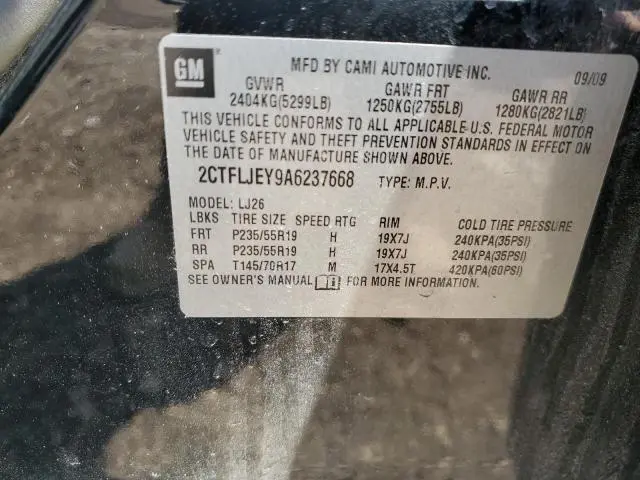 GM
MFD BY CAMI AUTOMOTIVE INC. 09/09
GVWR GAWR FRT GAWR RR
2404KG(5299LB) 1250KG(2755LB) 1280KG(2821LB)
THIS VEHICLE CONFORMS TO ALL APPLICABLE U.S. FEDERAL MOTOR
VEHICLE SAFETY AND THEFT PREVENTION STANDARDS IN EFFECT ON
THE DATE OF MANUFACTURE SHOWN ABOVE.
2CTFLJEY9A6237668 TYPE: M.P.V.
MODEL: LJ26
LBKS TIRE SIZE SPEED RTG RIM COLD TIRE PRESSURE
FRT P235/55R19 H 19X7J 240KPA(35PSI)
RR P235/55R19 H 19X7J 240KPA(35PSI)
SPA T145/70R17 M 17X4.5T 420KPA(60PSI)
SEE OWNER'S MANUAL FOR MORE INFORMATION.